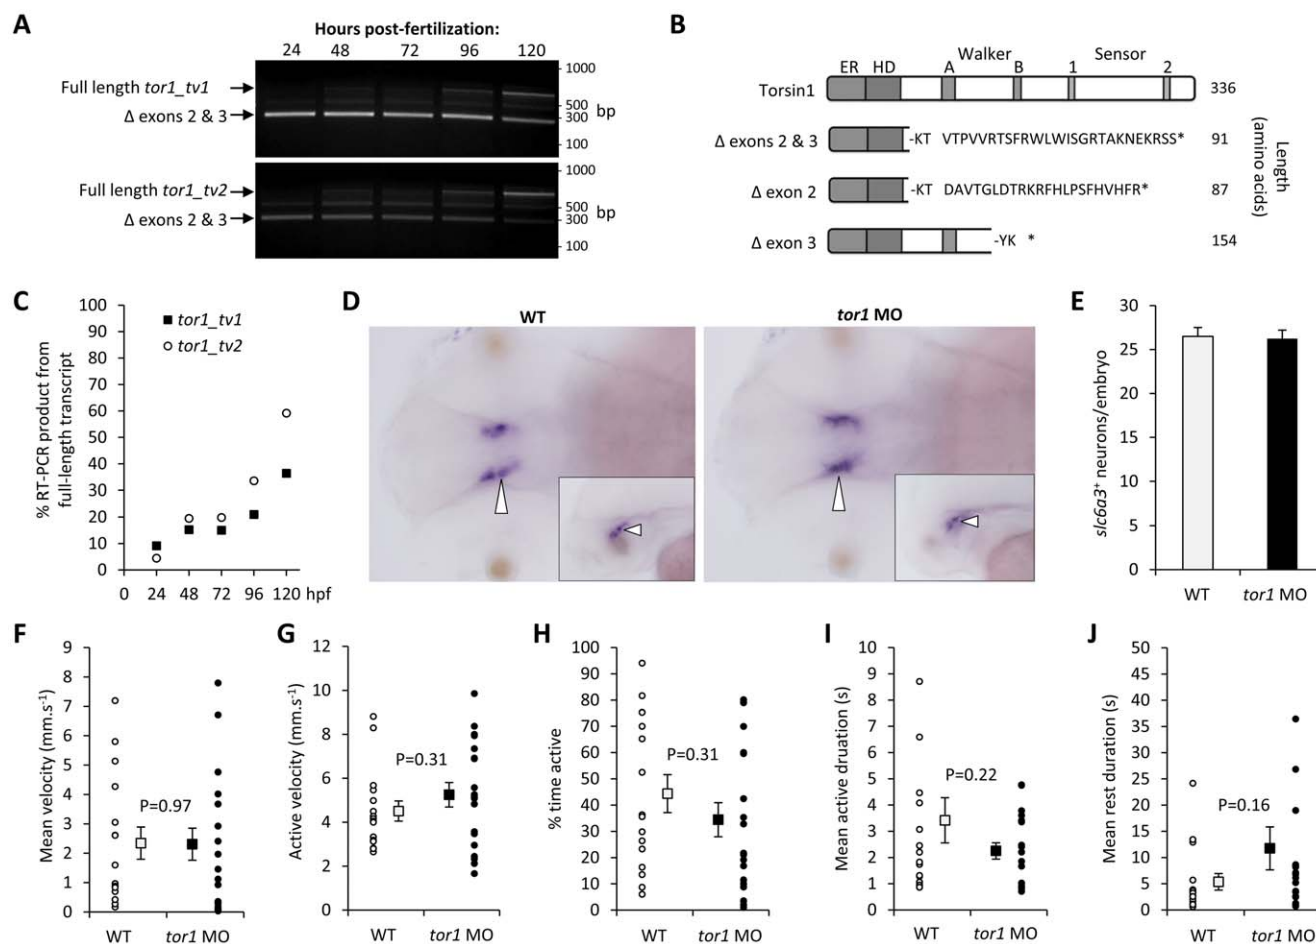 A
Hours post-fertilization:
24 48 72 96 120
Full length tor1_tv1
Δ exons 2 & 3
1000
500
300
100
bp
Full length tor1_tv2
Δ exons 2 & 3
1000
500
300
100
bp
B
Walker Sensor
ER HD A B 1 2
Torsin1 336
Δ exons 2 & 3 -KT VTPVVRTSFRWLWISGRTAKNEKRSS* 91
Δ exon 2 -KT DAVTGLDTRKRFHLPSFHVHFR* 87
Δ exon 3 -YK * 154
Length
(amino acids)
C
% RT-PCR product from
full-length transcript
100
90
80
70
60
50
40
30
20
10
0
tor1_tv1
tor1_tv2
0 24 48 72 96 120 hpf
D
WT tor1 MO
E
slc6a3+ neurons/embryo
30
25
20
15
10
5
0
WT tor1 MO
F
Mean velocity (mm.s-1)
9
8
7
6
5
4
3
2
1
0
P=0.97
WT tor1 MO
G
Active velocity (mm.s-1)
12
10
8
6
4
2
0
P=0.31
WT tor1 MO
H
% time active
100
90
80
70
60
50
40
30
20
10
0
P=0.31
WT tor1 MO
I
Mean active druation (s)
10
9
8
7
6
5
4
3
2
1
0
P=0.22
WT tor1 MO
J
Mean rest duration (s)
50
45
40
35
30
25
20
15
10
5
0
P=0.16
WT tor1 MO